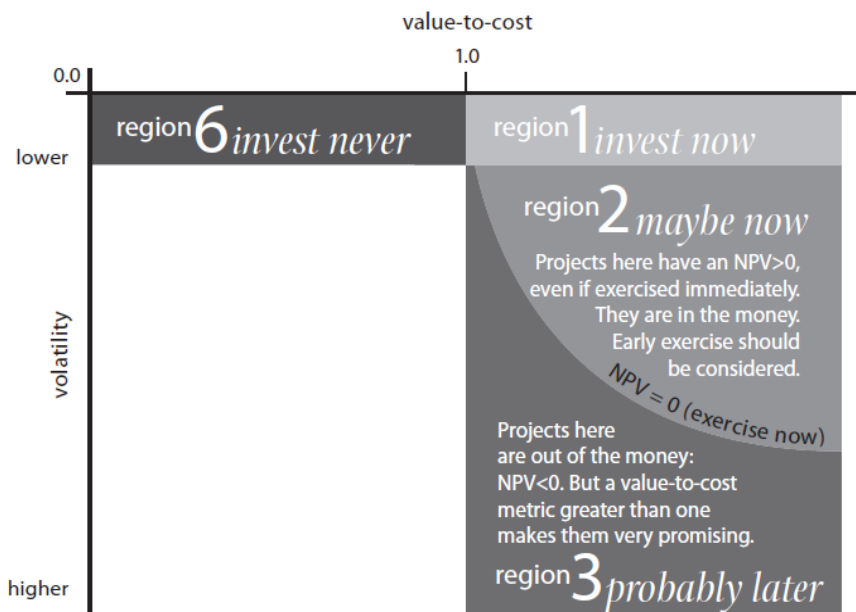 value-to-cost
0.0
1.0
region 6 invest never
region 1 invest now
lower
region 2 maybe now
Projects here have an NPV>0,
even if exercised immediately.
They are in the money.
Early exercise should
be considered.
volatility
NPV = 0 (exercise now)
Projects here
are out of the money:
NPV<0. But a value-to-cost
metric greater than one
makes them very promising.
higher
region 3 probably later